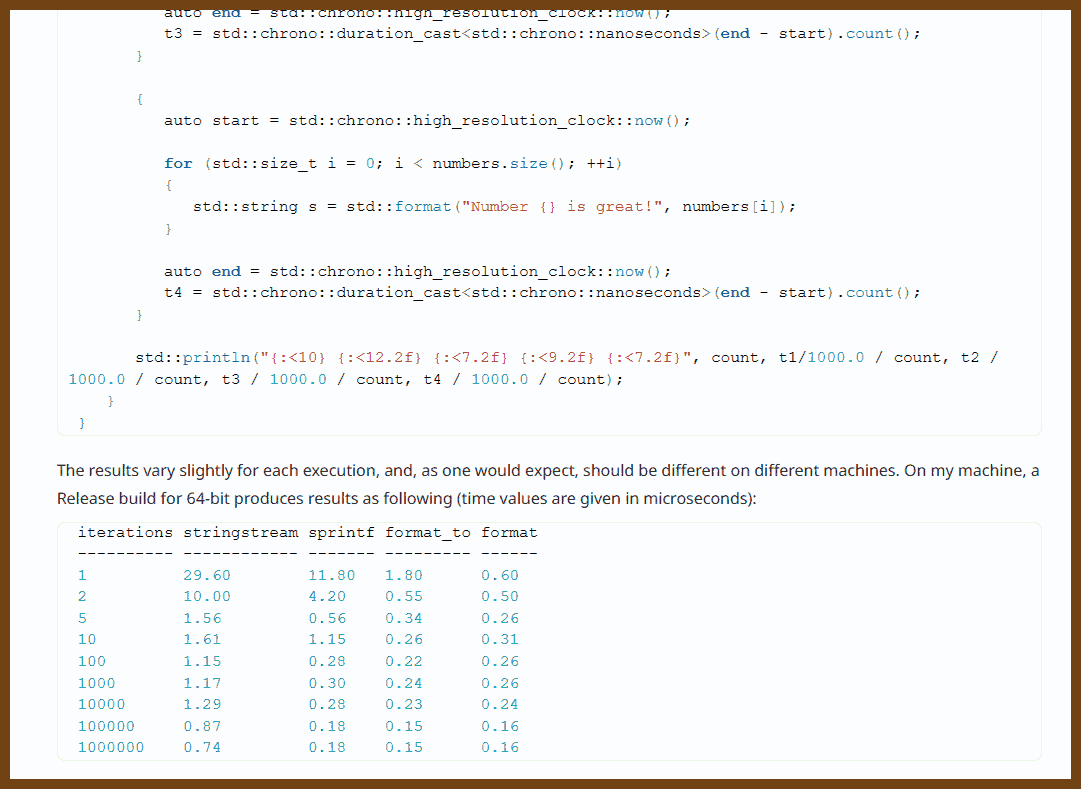 auto end = std::chrono::high_resolution_clock::now();
t3 = std::chrono::duration_cast<std::chrono::nanoseconds>(end - start).count();
}
{
auto start = std::chrono::high_resolution_clock::now();
for (std::size_t i = 0; i < numbers.size(); ++i)
{
std::string s = std::format("Number {} is great!", numbers[i]);
}
auto end = std::chrono::high_resolution_clock::now();
t4 = std::chrono::duration_cast<std::chrono::nanoseconds>(end - start).count();
}
std::println("{:<10} {:<12.2f} {:<7.2f} {:<9.2f} {:<7.2f}", count, t1/1000.0 / count, t2 /
1000.0 / count, t3 / 1000.0 / count, t4 / 1000.0 / count);
}
}
The results vary slightly for each execution, and, as one would expect, should be different on different machines. On my machine, a
Release build for 64-bit produces results as following (time values are given in microseconds):
iterations stringstream sprintf format_to format
---------- ------------ ------- --------- ------
1 29.60 11.80 1.80 0.60
2 10.00 4.20 0.55 0.50
5 1.56 0.56 0.34 0.26
10 1.61 1.15 0.26 0.31
100 1.15 0.28 0.22 0.26
1000 1.17 0.30 0.24 0.26
10000 1.29 0.28 0.23 0.24
100000 0.87 0.18 0.15 0.16
1000000 0.74 0.18 0.15 0.16